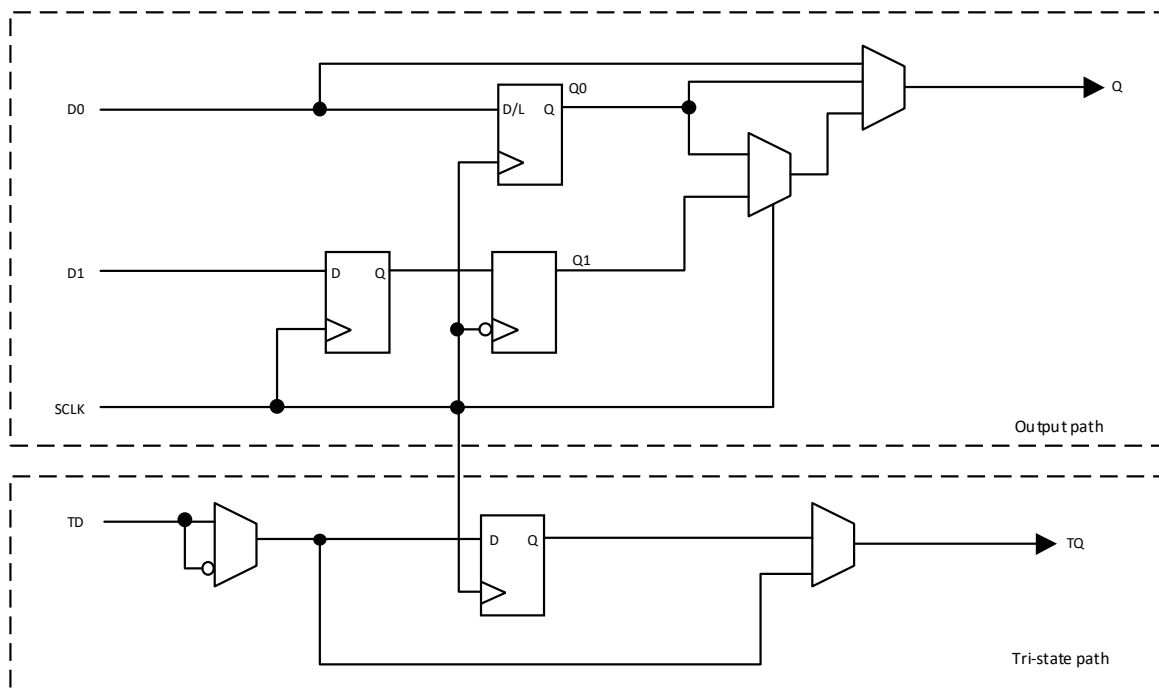 D0
D/L
Q
Q0
Q
D1
D
Q
Q1
SCLK
Output path
TD
D
Q
TQ
Tri-state path